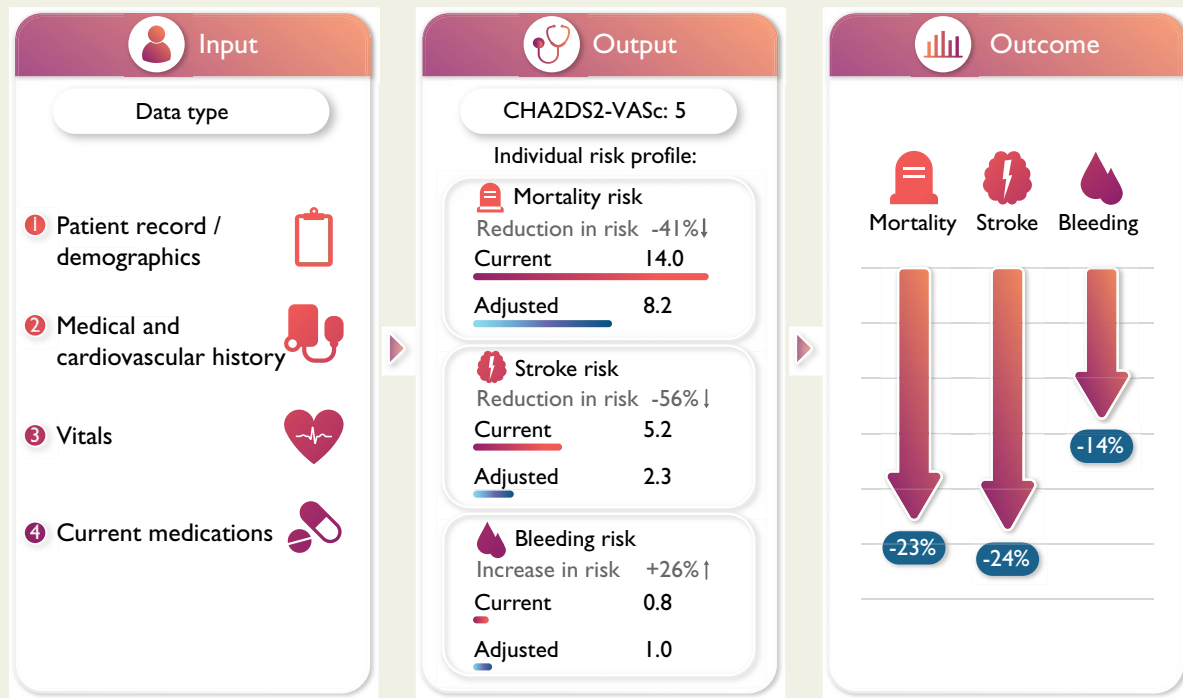 Input
Data type
1 Patient record /
demographics
2 Medical and
cardiovascular history
3 Vitals
4 Current medications
Output
CHA2DS2-VASc: 5
Individual risk profile:
Mortality risk
Reduction in risk -41%↓
Current 14.0
Adjusted 8.2
Stroke risk
Reduction in risk -56%↓
Current 5.2
Adjusted 2.3
Bleeding risk
Increase in risk +26%↑
Current 0.8
Adjusted 1.0
Outcome
Mortality Stroke Bleeding
-14%
-23%
-24%